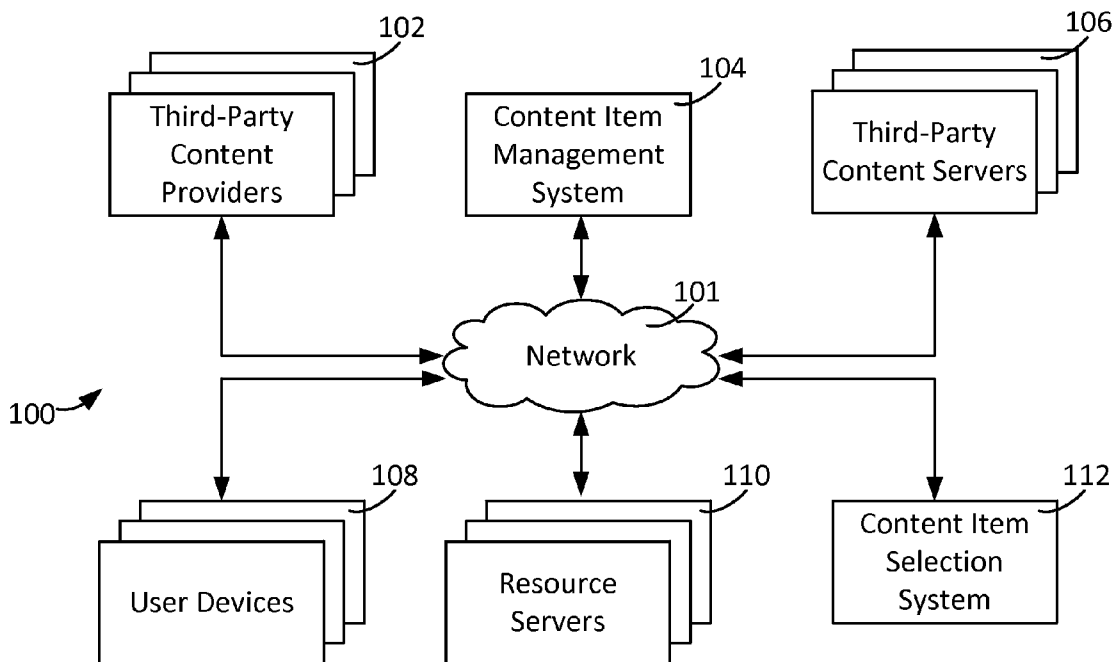 102
Third-Party
Content
Providers
104
Content Item
Management
System
106
Third-Party
Content Servers
101
Network
100
108
User Devices
110
Resource
Servers
112
Content Item
Selection
System